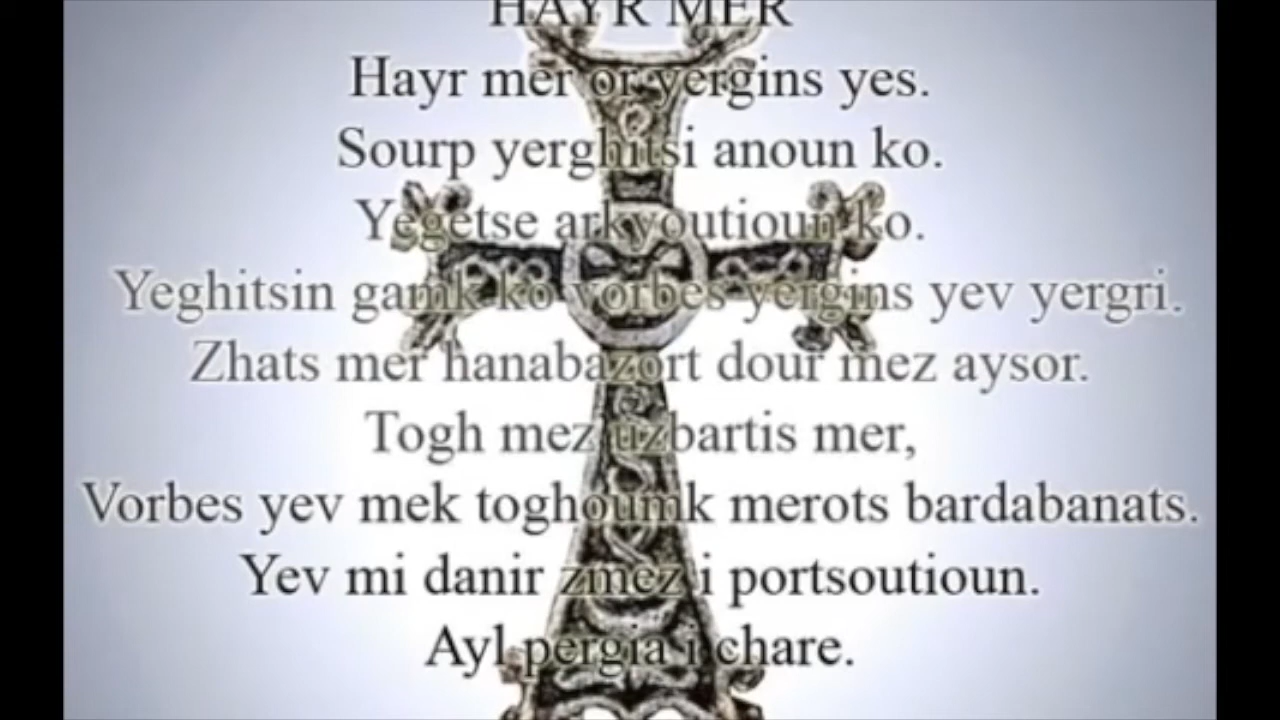 HAYR MER
Hayr mer or yergins yes.
Sourp yerghitsi anoun ko.
Yegetse arkyoutioun ko.
Yeghitsin gamk ko vorbes yergins yev yergri.
Zhats mer hanabazort dour mez aysor.
Togh mez uzbartis mer,
Vorbes yev mek toghoumk merots bardabanats.
Yev mi danir zmez i portsoutioun.
Ayl pergia i chare.